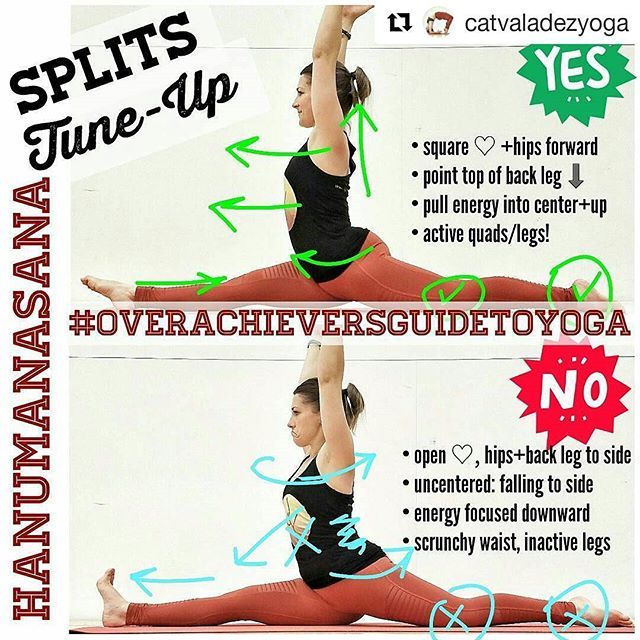 catvaladezyoga
SPLITS
Tune-Up
YES
• square ♡ +hips forward
• point top of back leg ⬇
• pull energy into center+up
• active quads/legs!
HANUMANASANA
#OVERACHIEVERSGUIDETOYOGA
NO
• open ♡, hips+back leg to side
• uncentered: falling to side
• energy focused downward
• scrunchy waist, inactive legs